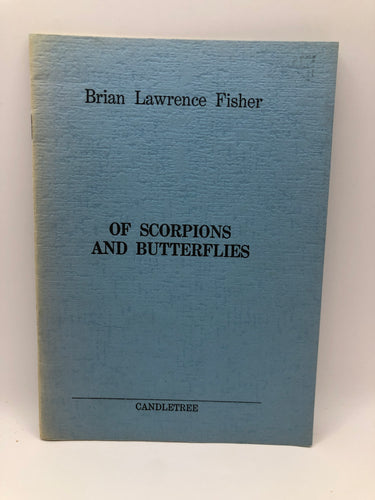 Brian Lawrence Fisher
OF SCORPIONS
AND BUTTERFLIES
CANDLETREE